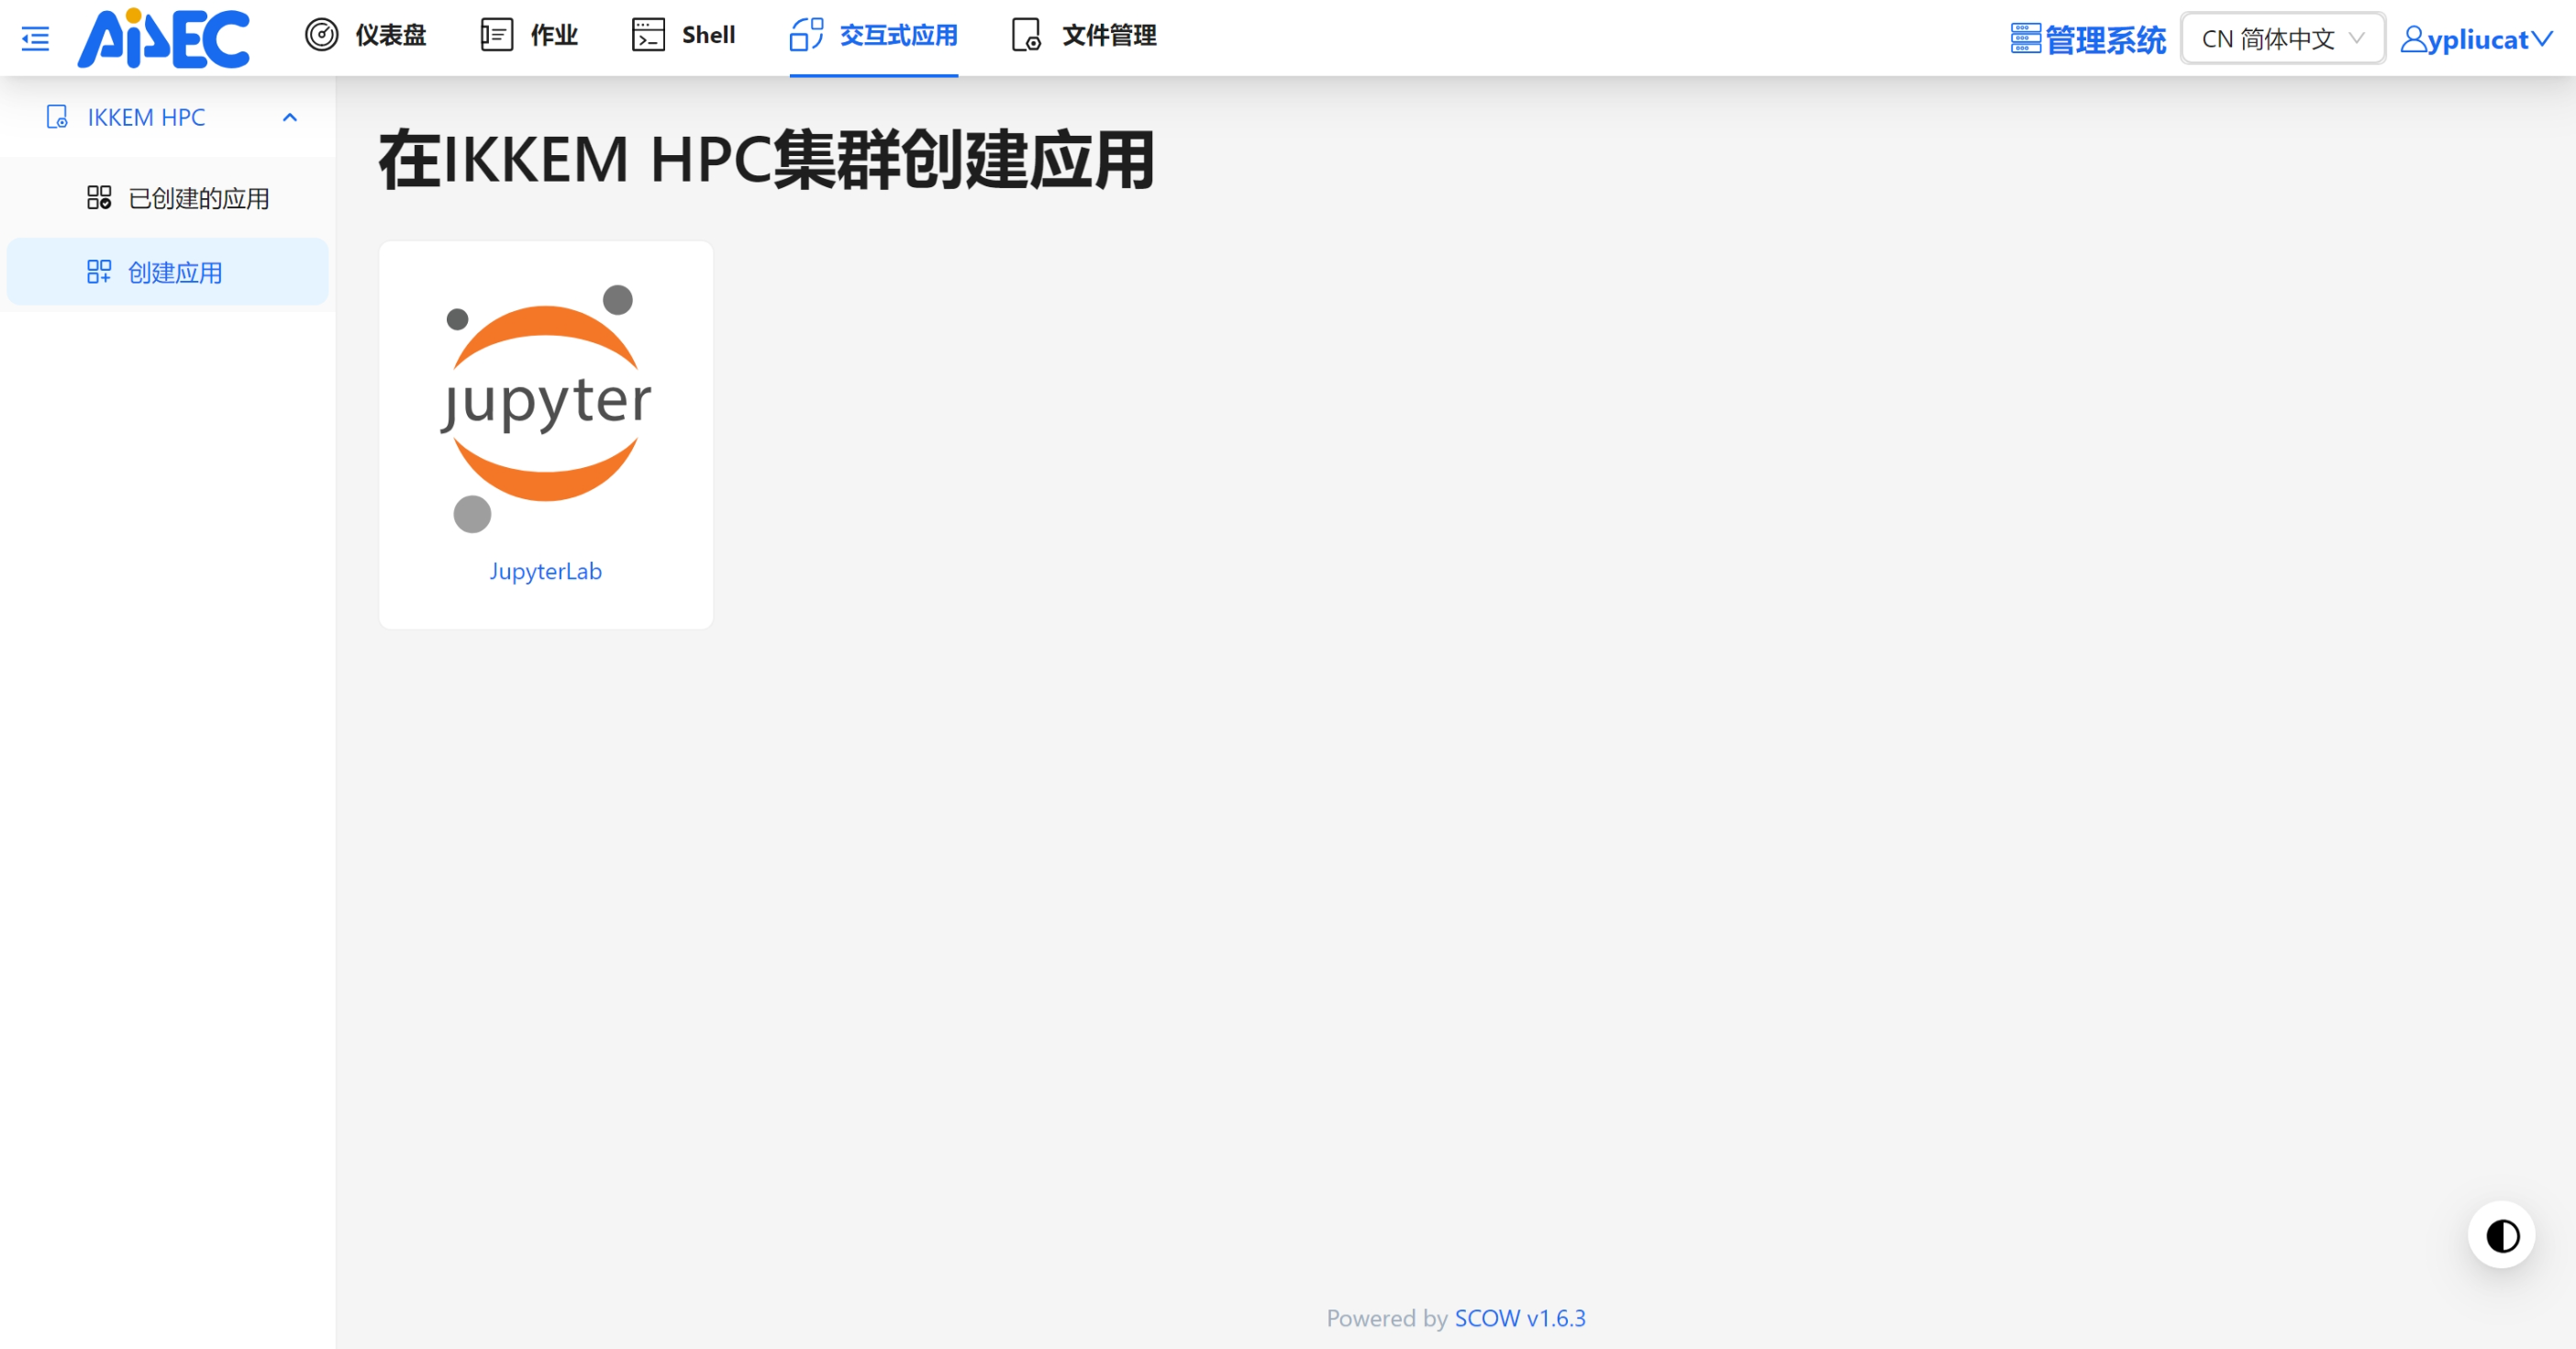 AiDEC 仪表盘 作业 Shell 交互式应用 文件管理 管理系统 CN 简体中文 ypliucat
IKKEM HPC
已创建的应用
创建应用
在IKKEM HPC集群创建应用
jupyter
JupyterLab
Powered by SCOW v1.6.3